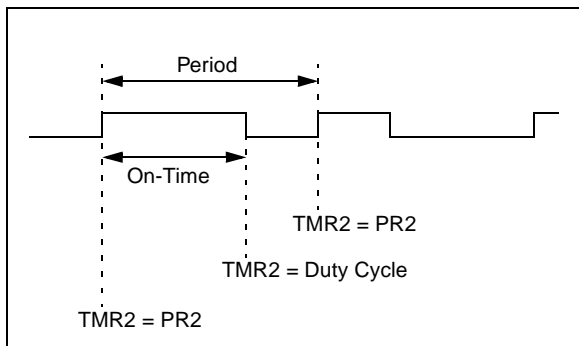 Period
On-Time
TMR2 = PR2
TMR2 = Duty Cycle
TMR2 = PR2